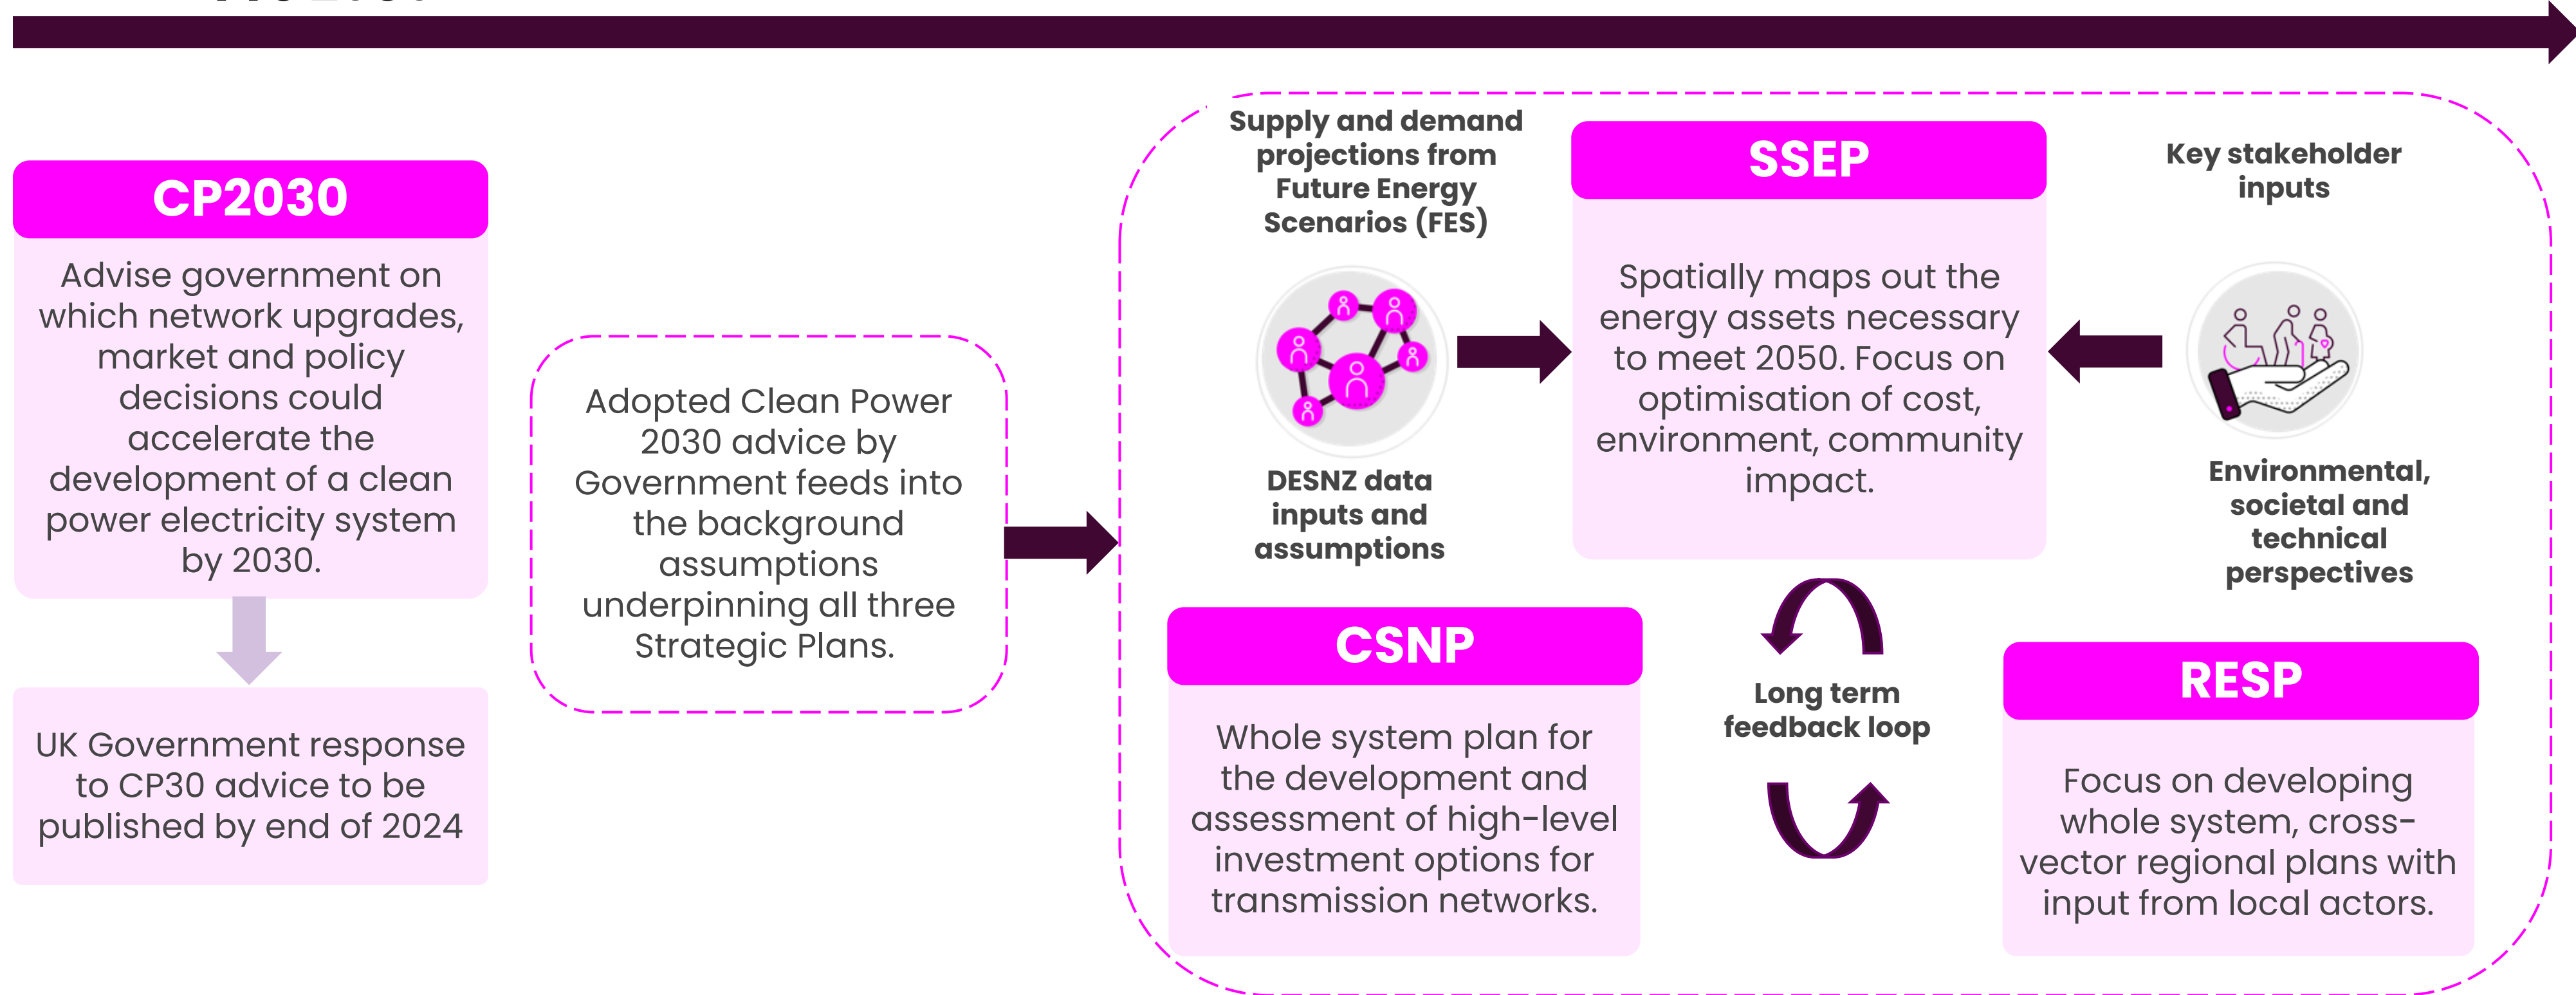 CP2030
Advise government on
which network upgrades,
market and policy
decisions could
accelerate the
development of a clean
power electricity system
by 2030.
UK Government response
to CP30 advice to be
published by end of 2024
Adopted Clean Power
2030 advice by
Government feeds into
the background
assumptions
underpinning all three
Strategic Plans.
Supply and demand
projections from
Future Energy
Scenarios (FES)
DESNZ data
inputs and
assumptions
SSEP
Spatially maps out the
energy assets necessary
to meet 2050. Focus on
optimisation of cost,
environment, community
impact.
Key stakeholder
inputs
Environmental,
societal and
technical
perspectives
CSNP
Whole system plan for
the development and
assessment of high-level
investment options for
transmission networks.
Long term
feedback loop
RESP
Focus on developing
whole system, cross-
vector regional plans with
input from local actors.